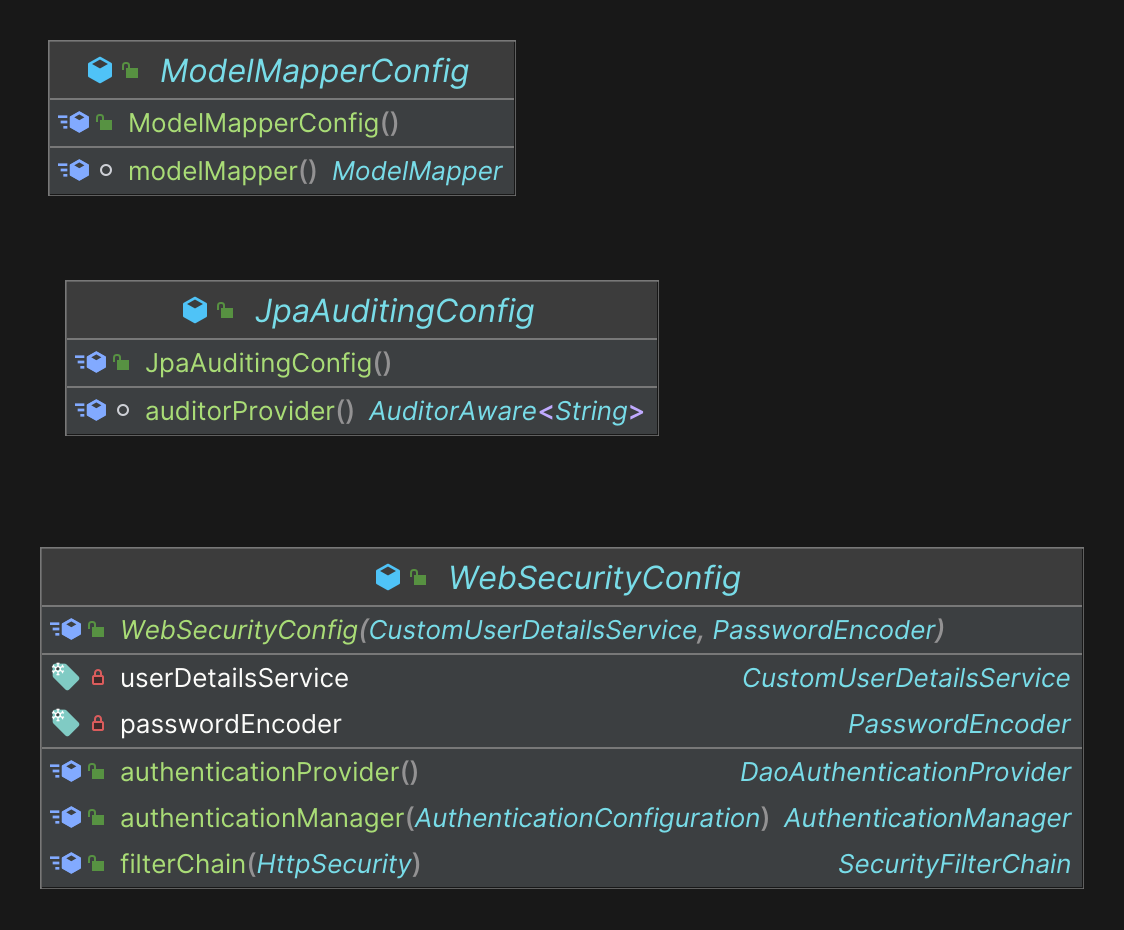 ModelMapperConfig
ModelMapperConfig()
modelMapper() ModelMapper
JpaAuditingConfig
JpaAuditingConfig()
auditorProvider() AuditorAware<String>
WebSecurityConfig
WebSecurityConfig(CustomUserDetailsService, PasswordEncoder)
userDetailsService CustomUserDetailsService
passwordEncoder PasswordEncoder
authenticationProvider() DaoAuthenticationProvider
authenticationManager(AuthenticationConfiguration) AuthenticationManager
filterChain(HttpSecurity) SecurityFilterChain